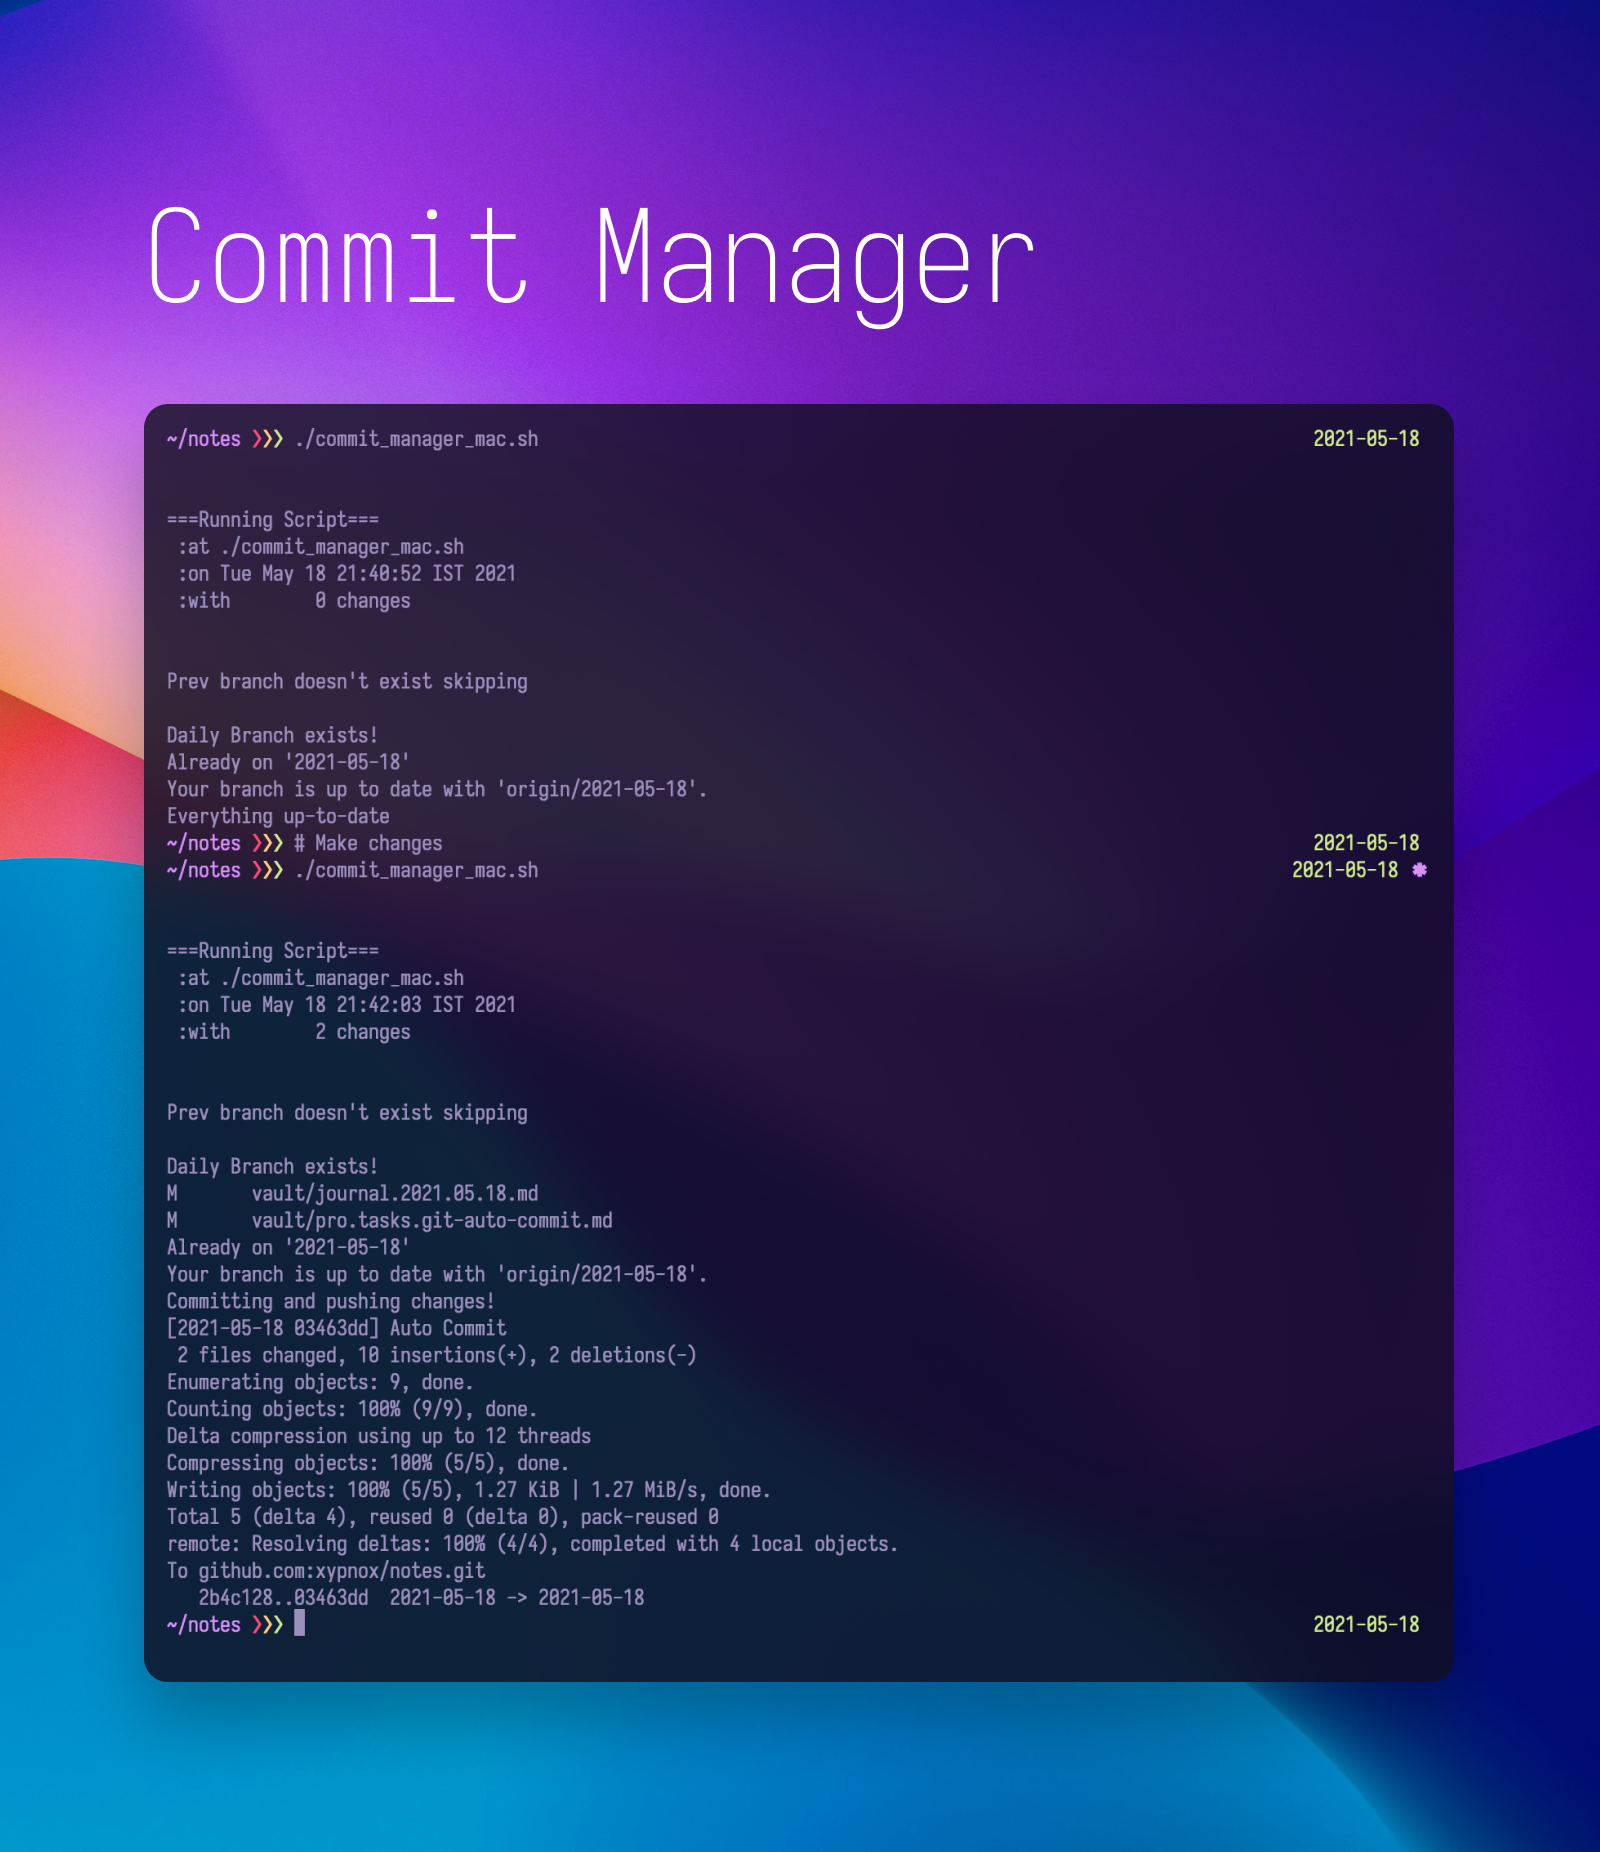 Commit Manager
~/notes ❯❯❯ ./commit_manager_mac.sh 2021-05-18
===Running Script===
:at ./commit_manager_mac.sh
:on Tue May 18 21:40:52 IST 2021
:with       0 changes
Prev branch doesn't exist skipping
Daily Branch exists!
Already on '2021-05-18'
Your branch is up to date with 'origin/2021-05-18'.
Everything up-to-date
~/notes ❯❯❯ # Make changes 2021-05-18
~/notes ❯❯❯ ./commit_manager_mac.sh 2021-05-18 ✱
===Running Script===
:at ./commit_manager_mac.sh
:on Tue May 18 21:42:03 IST 2021
:with        2 changes
Prev branch doesn't exist skipping
Daily Branch exists!
M       vault/journal.2021.05.18.md
M       vault/pro.tasks.git-auto-commit.md
Already on '2021-05-18'
Your branch is up to date with 'origin/2021-05-18'.
Committing and pushing changes!
[2021-05-18 03463dd] Auto Commit
2 files changed, 10 insertions(+), 2 deletions(-)
Enumerating objects: 9, done.
Counting objects: 100% (9/9), done.
Delta compression using up to 12 threads
Compressing objects: 100% (5/5), done.
Writing objects: 100% (5/5), 1.27 KiB | 1.27 MiB/s, done.
Total 5 (delta 4), reused 0 (delta 0), pack-reused 0
remote: Resolving deltas: 100% (4/4), completed with 4 local objects.
To github.com:xypnox/notes.git
2b4c128..03463dd  2021-05-18 -> 2021-05-18
~/notes ❯❯❯ 2021-05-18